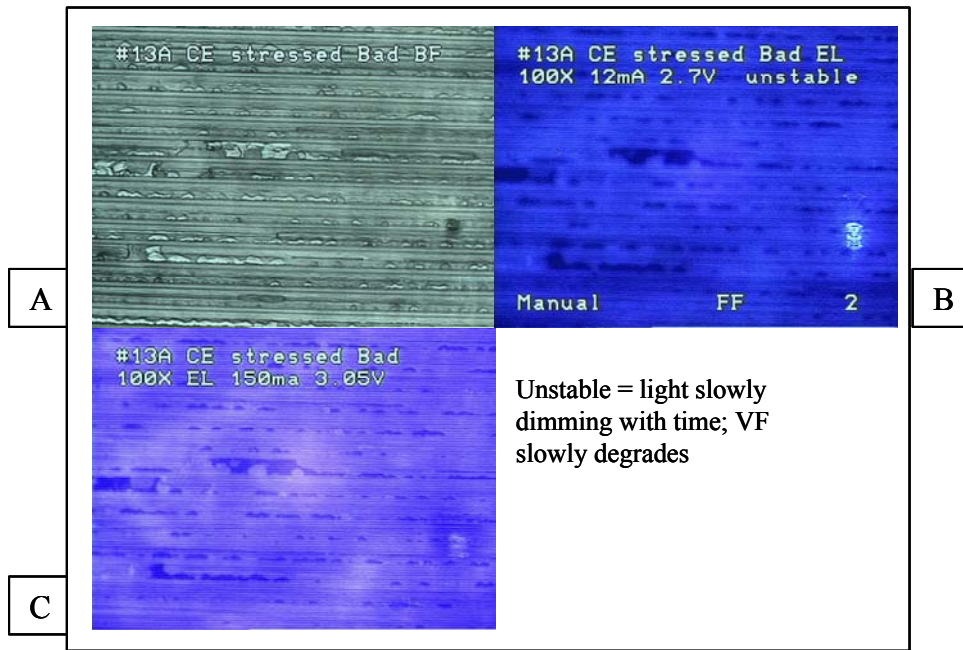 #13A CE stressed Bad BF
#13A CE stressed Bad EL
100X 12mA 2.7V unstable
A
B
Manual FF 2
#13A CE stressed Bad
100X EL 150ma 3.05V
Unstable = light slowly
dimming with time; VF
slowly degrades
C